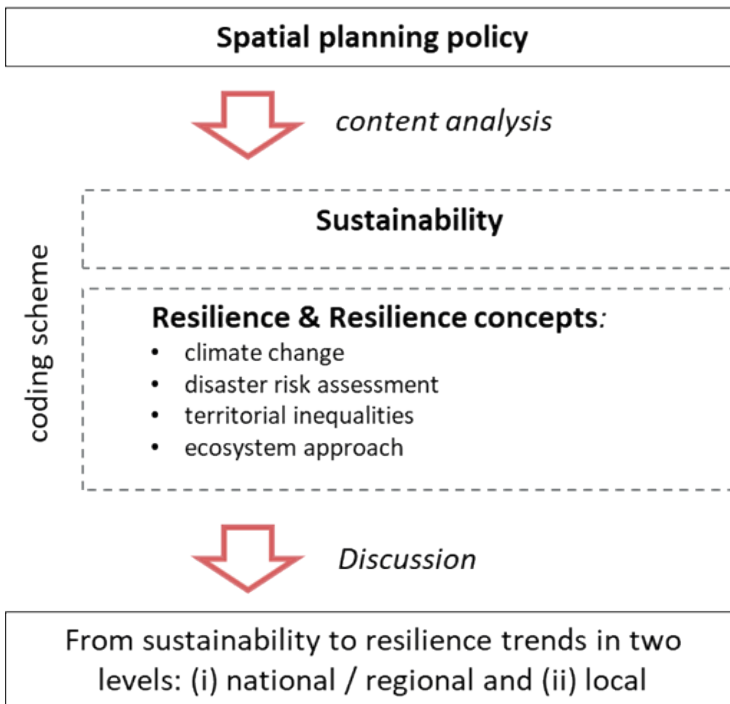 Spatial planning policy
content analysis
coding scheme
Sustainability
Resilience & Resilience concepts:
• climate change
• disaster risk assessment
• territorial inequalities
• ecosystem approach
Discussion
From sustainability to resilience trends in two
levels: (i) national / regional and (ii) local